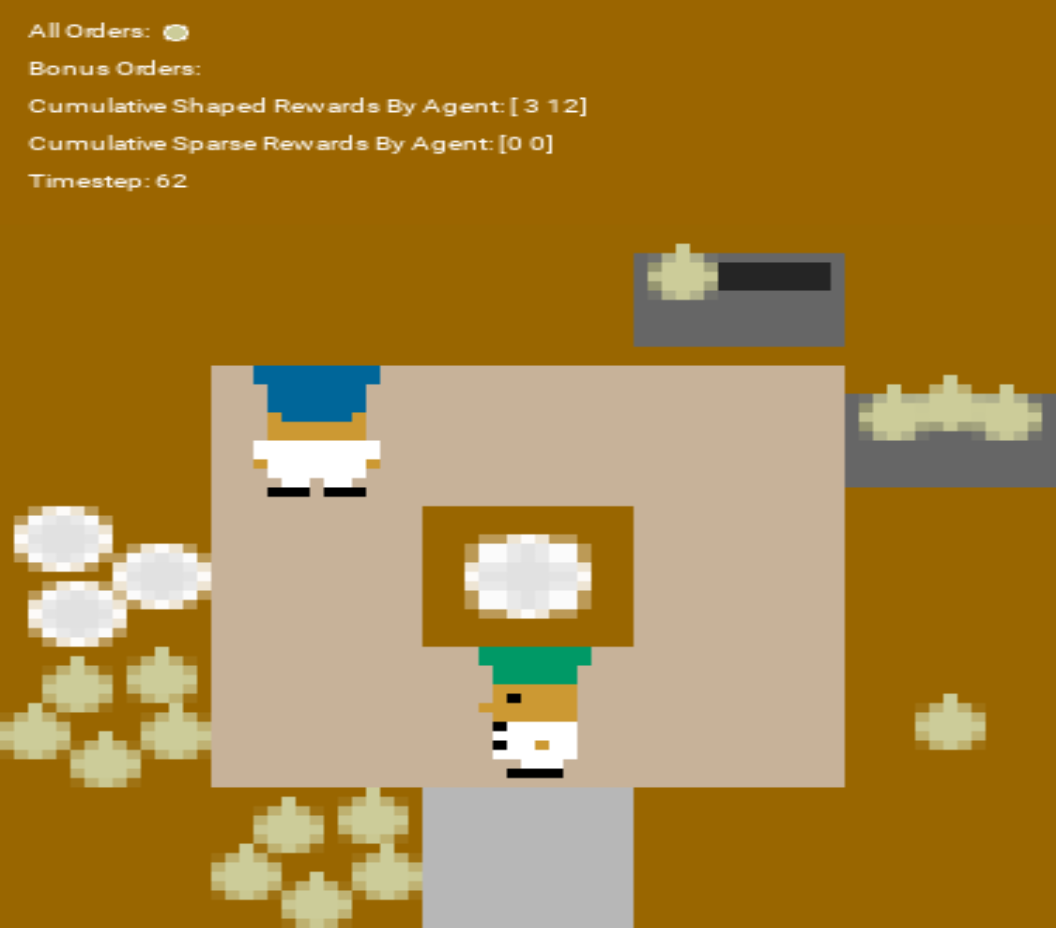 All Orders:
Bonus Orders:
Cumulative Shaped Rewards By Agent: [ 3 12]
Cumulative Sparse Rewards By Agent: [0 0]
Timestep: 62